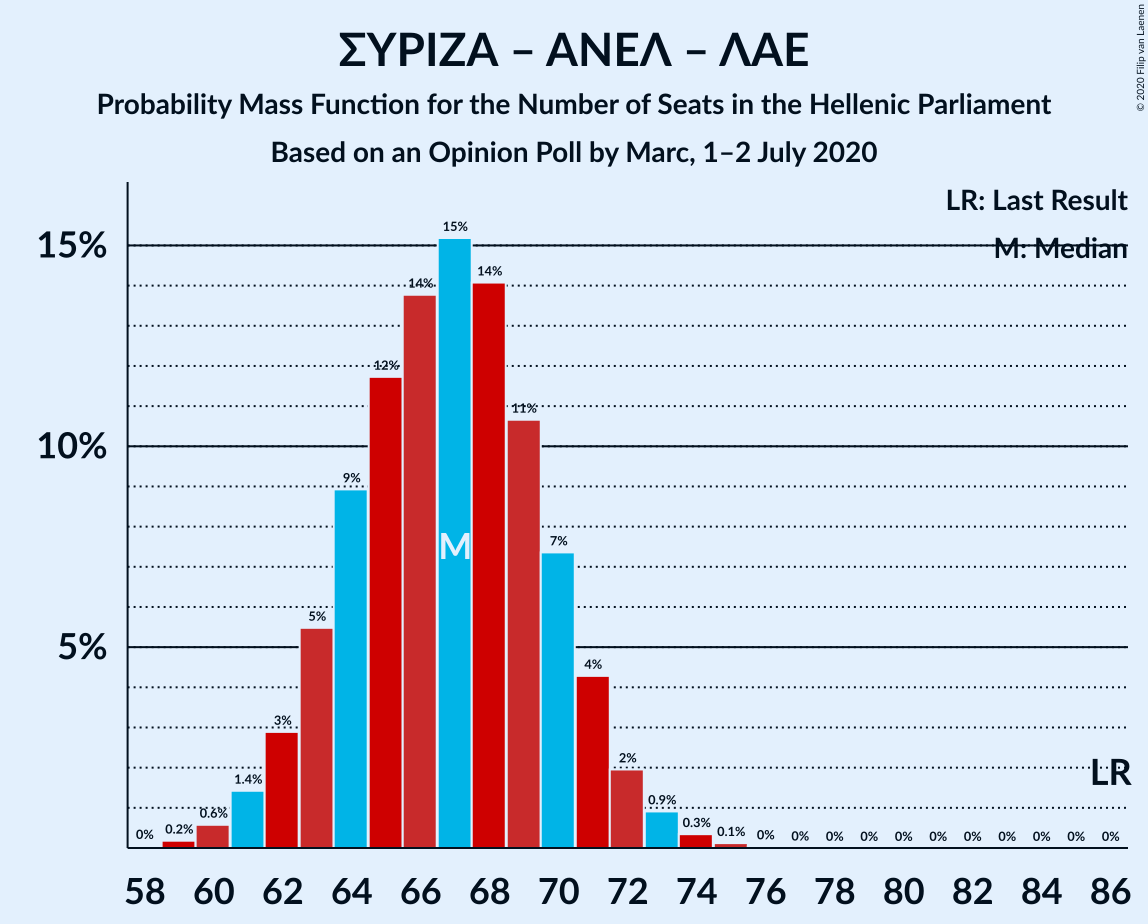 ΣΥΡΙΖΑ – ΑΝΕΛ – ΛΑΕ
Probability Mass Function for the Number of Seats in the Hellenic Parliament
Based on an Opinion Poll by Marc, 1–2 July 2020
© 2020 Filip van Laenen
LR: Last Result
M: Median
15%
10%
5%
0% 0.2% 0.6% 1.4% 3% 5% 9% 12% 14% 15% 14% 11% 7% 4% 2% 0.9% 0.3% 0.1% 0% 0% 0% 0% 0% 0% 0% 0% 0% 0% 0%
M
LR
58 60 62 64 66 68 70 72 74 76 78 80 82 84 86